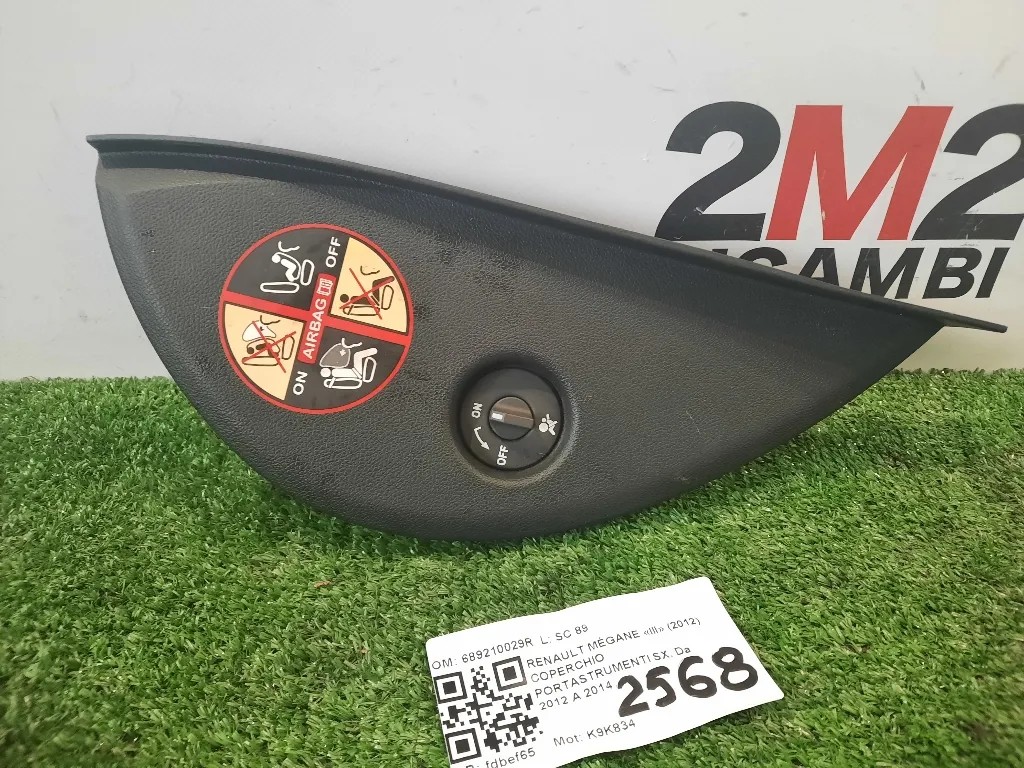 2M2
RICAMBI
OFF
AIRBAG
ON
ON
OFF
OM: 689210029R L: SC 89
RENAULT MÉGANE «III» (2012)
COPERCHIO
PORTASTRUMENTI SX. Da
2012 A 2014
2568
Mot: K9K834
fdbef65